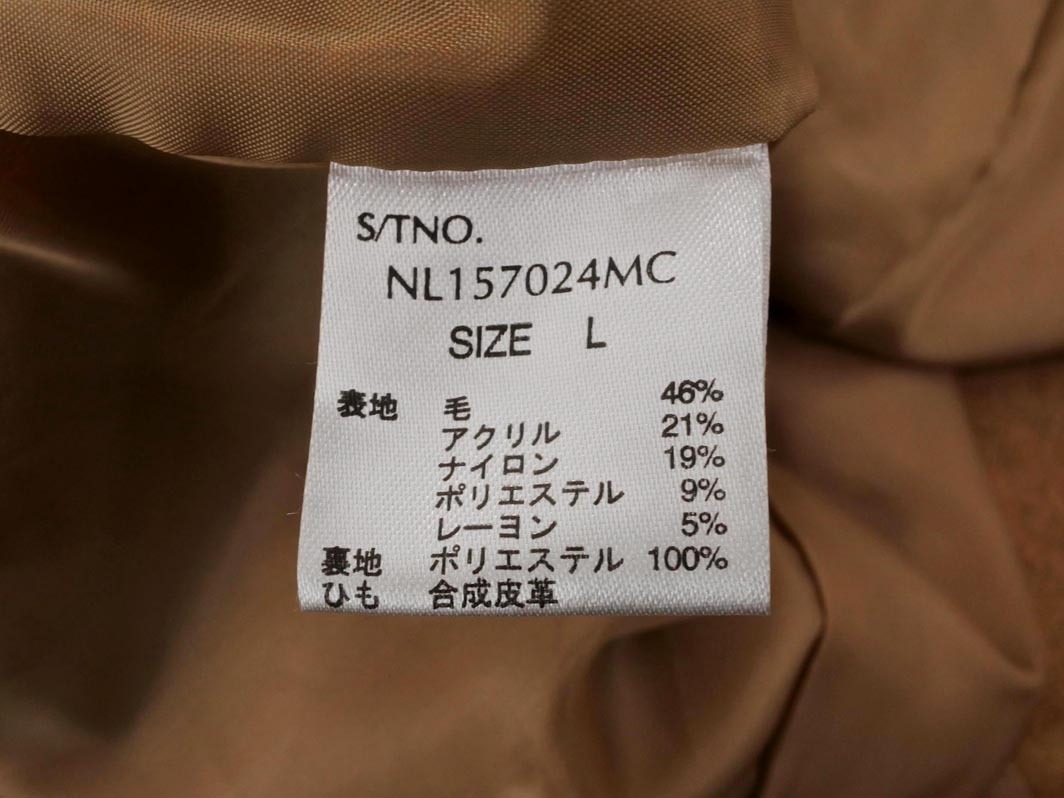 S/TNO.
NL157024MC
SIZE L
表地 毛 46%
アクリル 21%
ナイロン 19%
ポリエステル 9%
レーヨン 5%
裏地 ポリエステル 100%
ひも 合成皮革